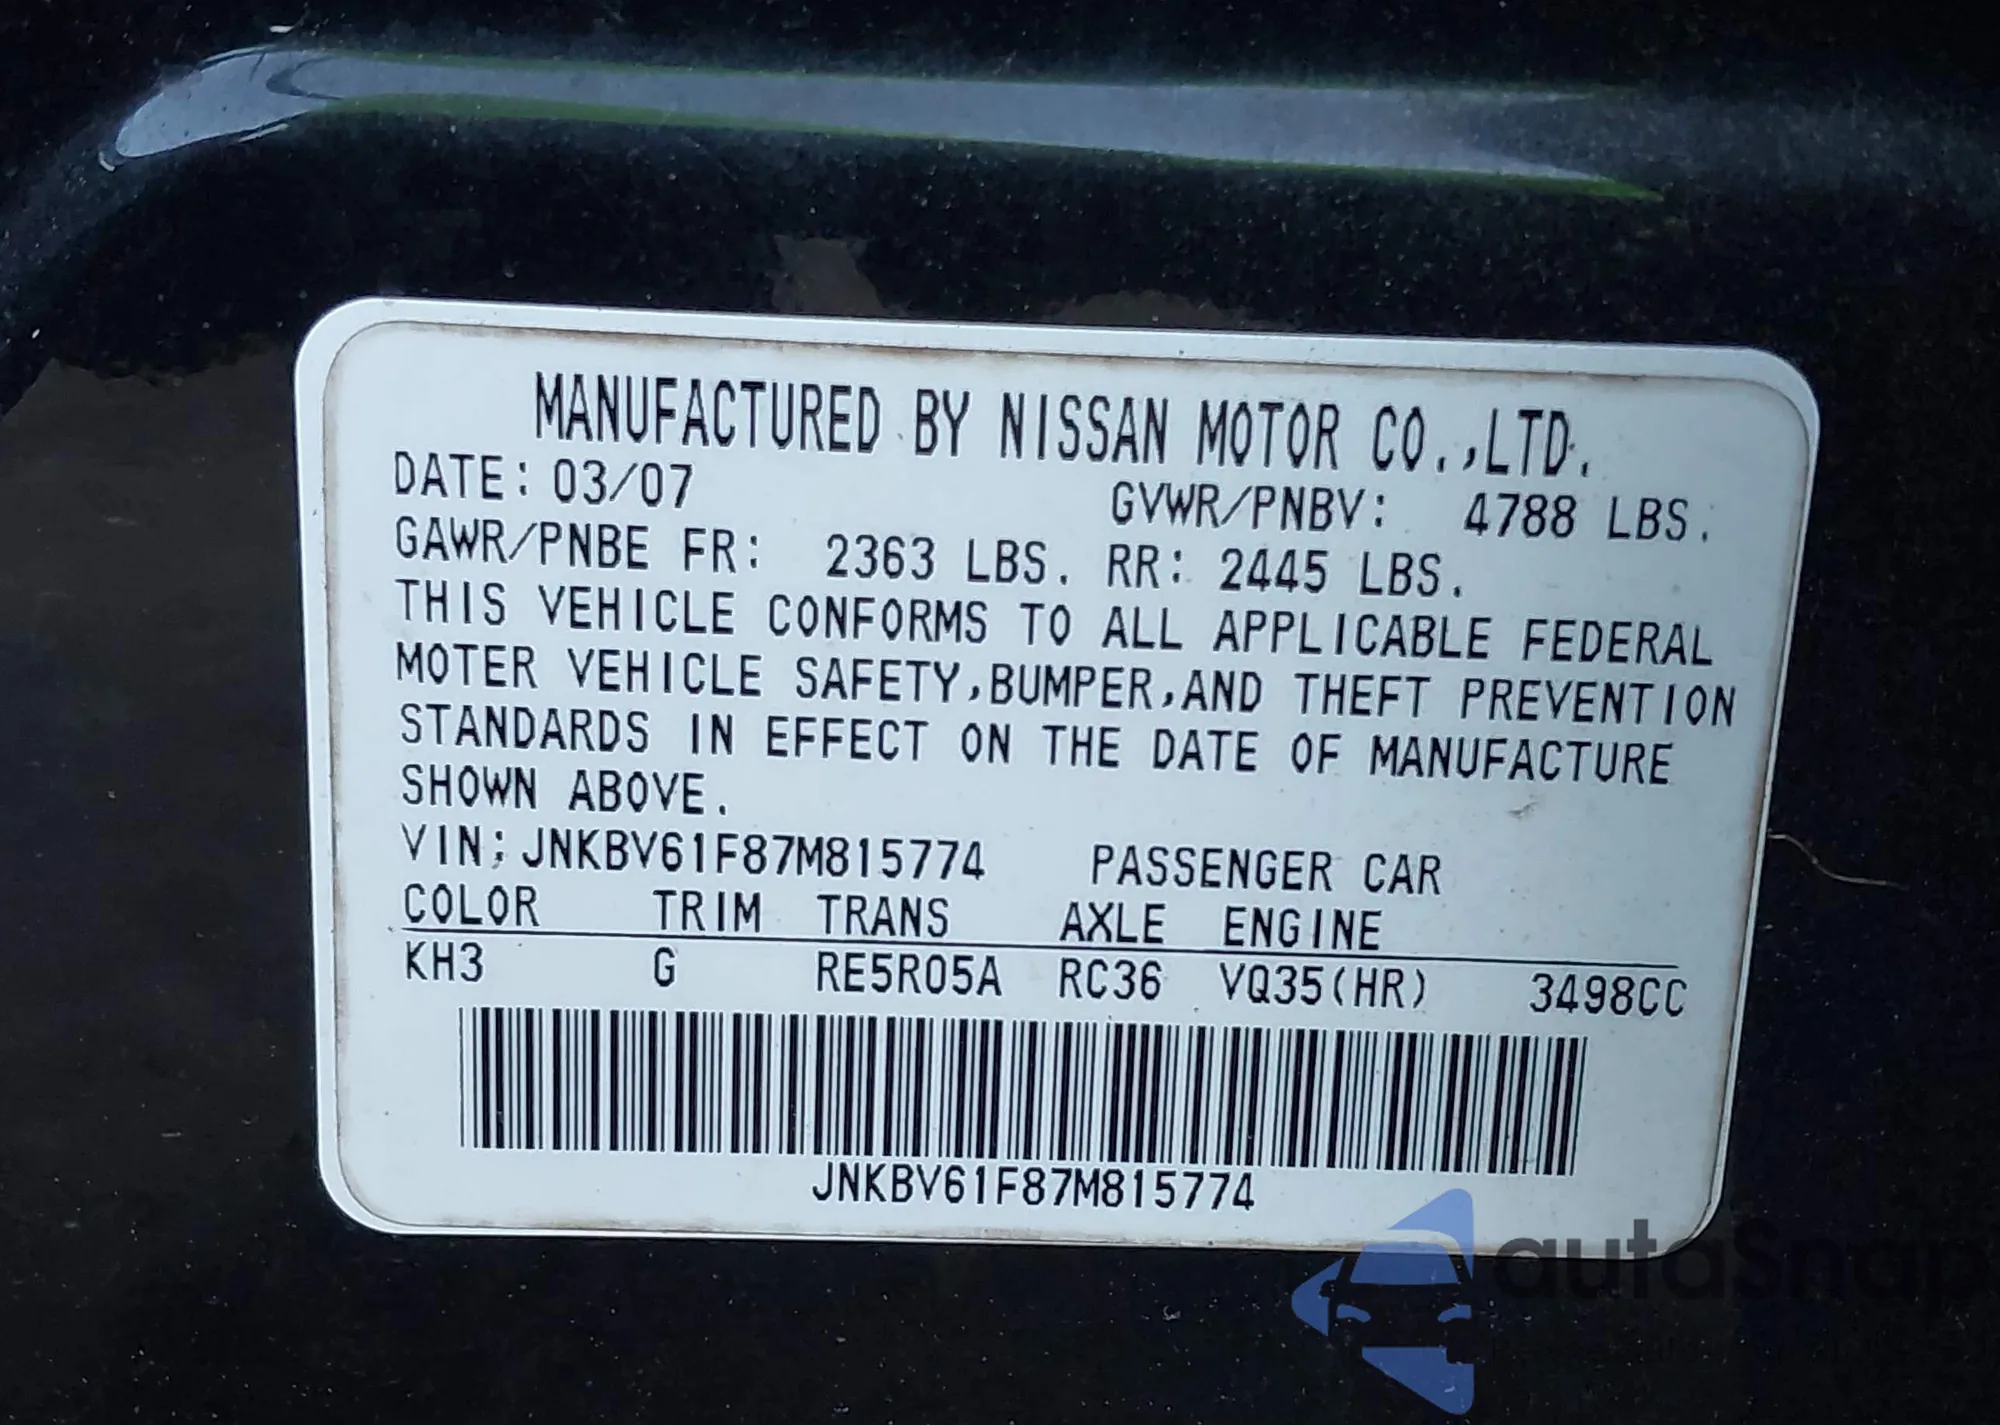 MANUFACTURED BY NISSAN MOTOR CO.,LTD.
DATE: 03/07 GVWR/PNBV: 4788 LBS.
GAWR/PNBE FR: 2363 LBS. RR: 2445 LBS.
THIS VEHICLE CONFORMS TO ALL APPLICABLE FEDERAL
MOTER VEHICLE SAFETY,BUMPER,AND THEFT PREVENTION
STANDARDS IN EFFECT ON THE DATE OF MANUFACTURE
SHOWN ABOVE.
VIN: JNKBV61F87M815774 PASSENGER CAR
COLOR TRIM TRANS AXLE ENGINE
KH3 G RE5R05A RC36 VQ35(HR) 3498CC
JNKBV61F87M815774
autaSnap